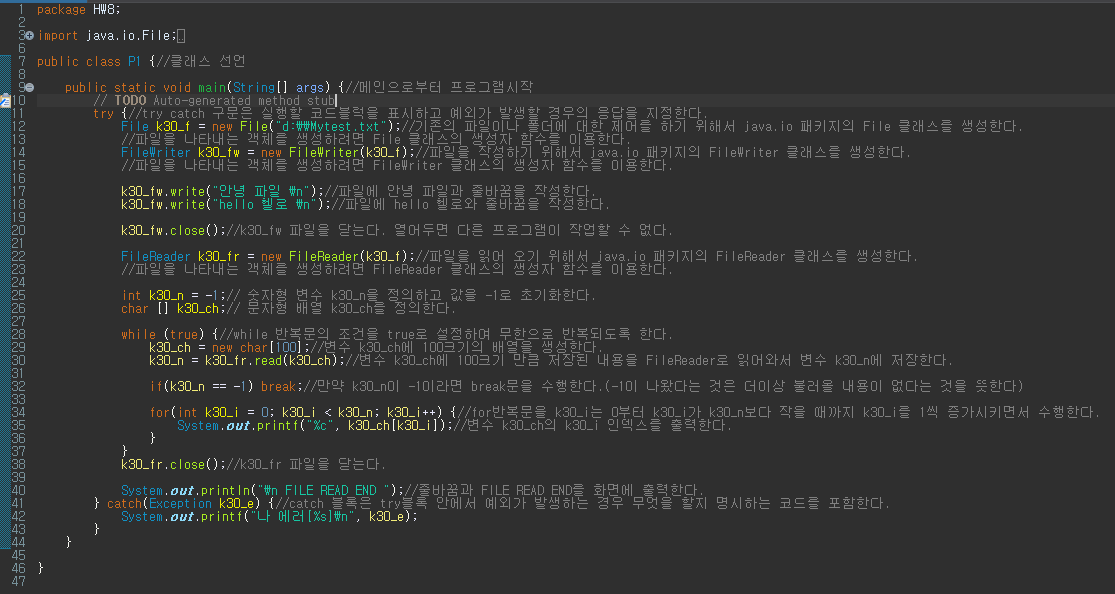 1 package HW8;
2
3 import java.io.File;
6
7 public class P1 {//클래스 선언
8
9 public static void main(String[] args) {//메인으로부터 프로그램시작
10 // TODO Auto-generated method stub
11 try {//try catch 구문은 실행할 코드블럭을 표시하고 예외가 발생할 경우의 응답을 지정한다.
12 File k30_f = new File("d:₩₩Mytest.txt");//기존의 파일이나 폴더에 대한 제어를 하기 위해서 java.io 패키지의 File 클래스를 생성한다.
13 //파일을 나타내는 객체를 생성하려면 File 클래스의 생성자 함수를 이용한다.
14 FileWriter k30_fw = new FileWriter(k30_f);//파일을 작성하기 위해서 java.io 패키지의 FileWriter 클래스를 생성한다.
15 //파일을 나타내는 객체를 생성하려면 FileWriter 클래스의 생성자 함수를 이용한다.
16
17 k30_fw.write("안녕 파일 ₩n");//파일에 안녕 파일과 줄바꿈을 작성한다.
18 k30_fw.write("hello 헬로 ₩n");//파일에 hello 헬로와 줄바꿈을 작성한다.
19
20 k30_fw.close();//k30_fw 파일을 닫는다. 열어두면 다른 프로그램이 작업할 수 없다.
21
22 FileReader k30_fr = new FileReader(k30_f);//파일을 읽어 오기 위해서 java.io 패키지의 FileReader 클래스를 생성한다.
23 //파일을 나타내는 객체를 생성하려면 FileReader 클래스의 생성자 함수를 이용한다.
24
25 int k30_n = -1;// 숫자형 변수 k30_n을 정의하고 값을 -1로 초기화한다.
26 char [] k30_ch;// 문자형 배열 k30_ch를 정의한다.
27
28 while (true) {//while 반복문의 조건을 true로 설정하며 무한으로 반복되도록 한다.
29 k30_ch = new char[100];//변수 k30_ch에 100크기의 배열을 생성한다.
30 k30_n = k30_fr.read(k30_ch);//변수 k30_ch에 100크기 만큼 저장된 내용을 FileReader로 읽어와서 변수 k30_n에 저장한다.
31
32 if(k30_n == -1) break;//만약 k30_n이 -1이라면 break문을 수행한다.(-1이 나왔다는 것은 더이상 불러올 내용이 없다는 것을 뜻한다)
33
34 for(int k30_i = 0; k30_i < k30_n; k30_i++) {//for반복문을 k30_i는 0부터 k30_i가 k30_n보다 작을 때까지 k30_i를 1씩 증가시키면서 수행한다.
35 System.out.printf("%c", k30_ch[k30_i]);//변수 k30_ch의 k30_i 인덱스를 출력한다.
36 }
37 }
38 k30_fr.close();//k30_fr 파일을 닫는다.
39
40 System.out.println("₩n FILE READ END ");//줄바꿈과 FILE READ END를 화면에 출력한다.
41 } catch(Exception k30_e) {//catch 블록은 try블록 안에서 예외가 발생하는 경우 무엇을 할지 명시하는 코드를 포함한다.
42 System.out.printf("나 에러[%s]₩n", k30_e);
43 }
44 }
45
46 }
47